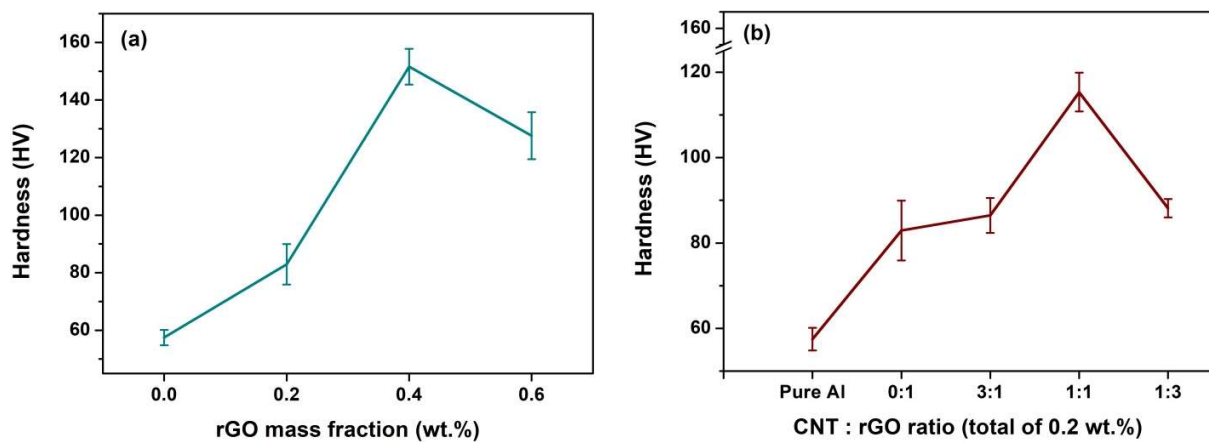 (a)
Hardness (HV)
160
140
120
100
80
60
0.0 0.2 0.4 0.6
rGO mass fraction (wt.%)
(b)
Hardness (HV)
160
120
100
80
60
Pure Al 0:1 3:1 1:1 1:3
CNT : rGO ratio (total of 0.2 wt.%)